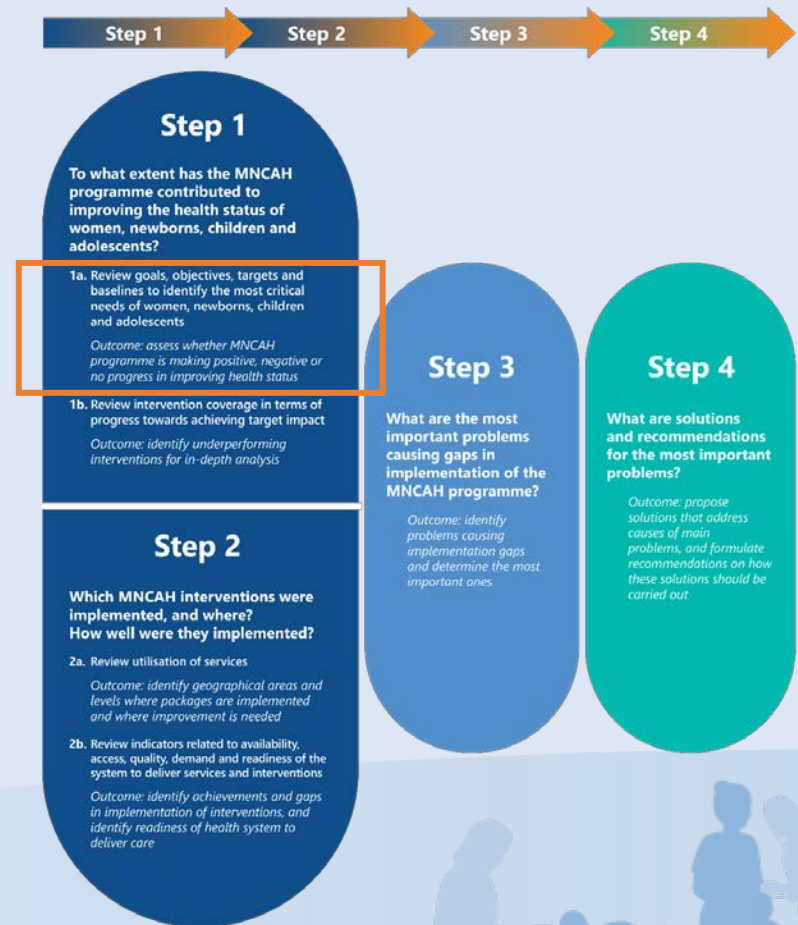 Step 1
Step 2
Step 3
Step 4
Step 1
To what extent has the MNCAH
programme contributed to
improving the health status of
women, newborns, children and
adolescents?
1a. Review goals, objectives, targets and
baselines to identify the most critical
needs of women, newborns, children
and adolescents
Outcome: assess whether MNCAH
programme is making positive, negative or
no progress in improving health status
1b. Review intervention coverage in terms of
progress towards achieving target impact
Outcome: identify underperforming
interventions for in-depth analysis
Step 2
Which MNCAH interventions were
implemented, and where?
How well were they implemented?
2a. Review utilisation of services
Outcome: identify geographical areas and
levels where packages are implemented
and where improvement is needed
2b. Review indicators related to availability,
access, quality, demand and readiness of the
system to deliver services and interventions
Outcome: identify achievements and gaps
in implementation of interventions, and
identify readiness of health system to
deliver care
Step 3
What are the most
important problems
causing gaps in
implementation of the
MNCAH programme?
Outcome: identify
problems causing
implementation gaps
and determine the most
important ones
Step 4
What are solutions
and recommendations
for the most important
problems?
Outcome: propose
solutions that address
causes of main
problems, and formulate
recommendations on how
these solutions should be
carried out